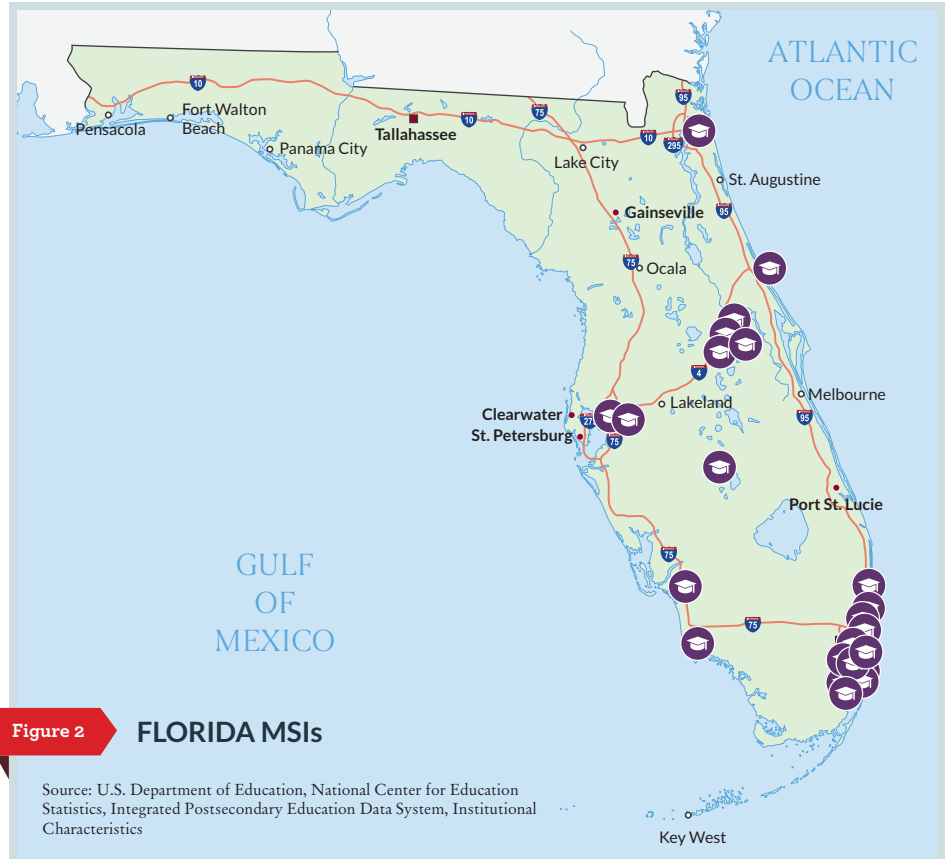 ATLANTIC
OCEAN
10
95
Pensacola
Fort Walton
Beach
Tallahassee
10
75
10
295
Panama City
Lake City
St. Augustine
95
Gainseville
75
Ocala
4
Melbourne
Lakeland
95
Clearwater
St. Petersburg
75
Port St. Lucie
75
75
GULF
OF
MEXICO
Figure 2
FLORIDA MSIs
Source: U.S. Department of Education, National Center for Education
Statistics, Integrated Postsecondary Education Data System, Institutional
Characteristics
Key West